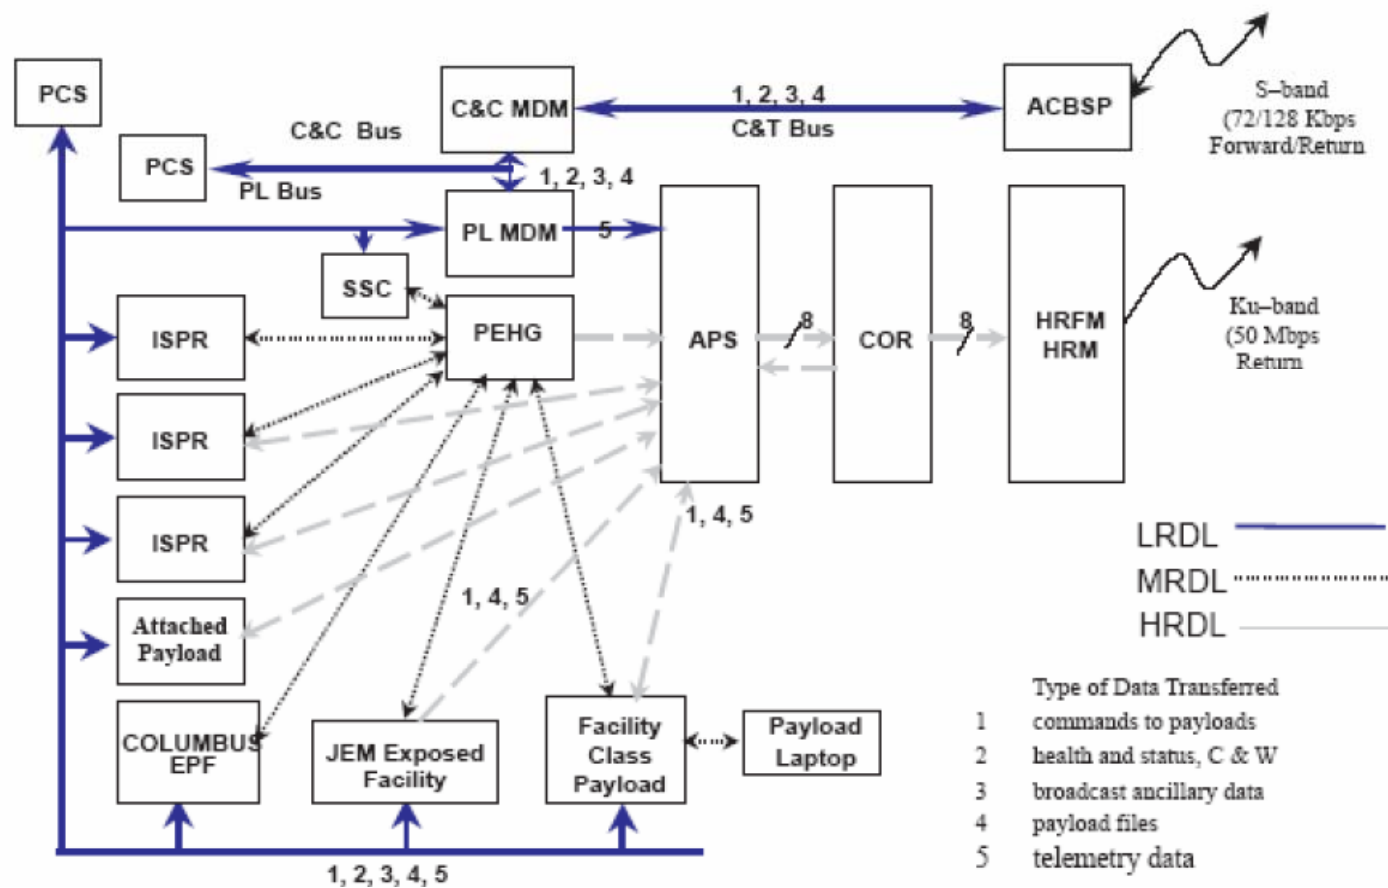 PCS
C&C MDM
1, 2, 3, 4
C&T Bus
ACBSP
S–band
(72/128 Kbps
Forward/Return
C&C Bus
PCS
PL Bus
1, 2, 3, 4
PL MDM
5
SSC
ISPR
PEHG
APS
8
COR
8
HRFM
HRM
Ku–band
(50 Mbps
Return
ISPR
ISPR
1, 4, 5
1, 4, 5
Attached
Payload
COLUMBUS
EPF
JEM Exposed
Facility
Facility
Class
Payload
Payload
Laptop
1, 2, 3, 4, 5
LRDL
MRDL
HRDL
Type of Data Transferred
1 commands to payloads
2 health and status, C & W
3 broadcast ancillary data
4 payload files
5 telemetry data